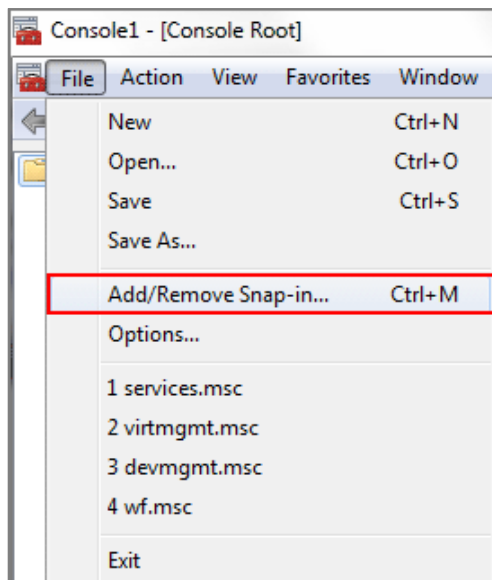 Console1 - [Console Root]
File Action View Favorites Window
New Ctrl+N
Open... Ctrl+O
Save Ctrl+S
Save As...
Add/Remove Snap-in... Ctrl+M
Options...
1 services.msc
2 virtmgmt.msc
3 devmgmt.msc
4 wf.msc
Exit